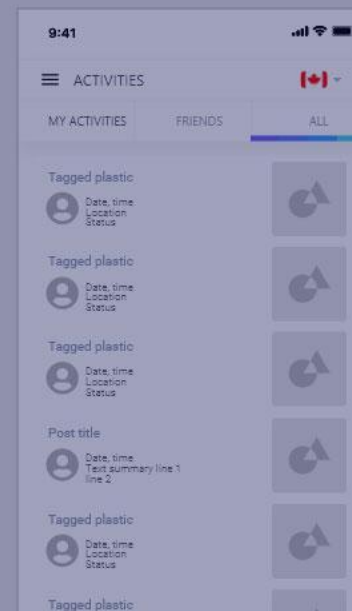 9:41
ACTIVITIES
MY ACTIVITIES FRIENDS ALL
Tagged plastic
Date, time
Location
Status
Tagged plastic
Date, time
Location
Status
Tagged plastic
Date, time
Location
Status
Post title
Date, time
Text summary line 1
line 2
Tagged plastic
Date, time
Location
Status
Tagged plastic